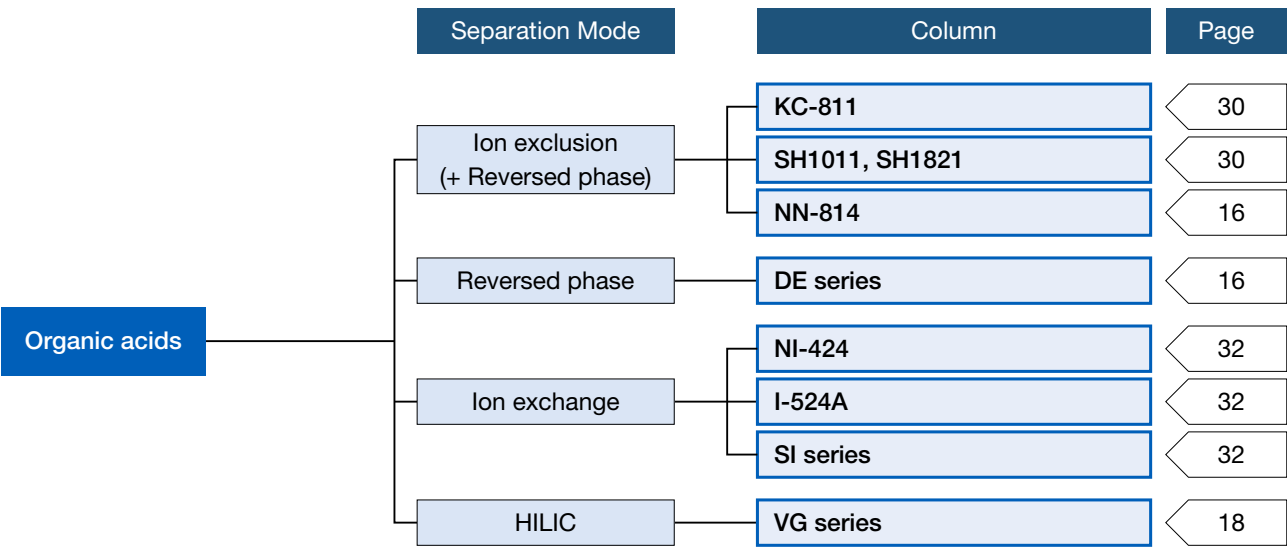 Separation Mode
Column
Page
KC-811
30
Ion exclusion
(+ Reversed phase)
SH1011, SH1821
30
NN-814
16
Reversed phase
DE series
16
Organic acids
NI-424
32
Ion exchange
I-524A
32
SI series
32
HILIC
VG series
18